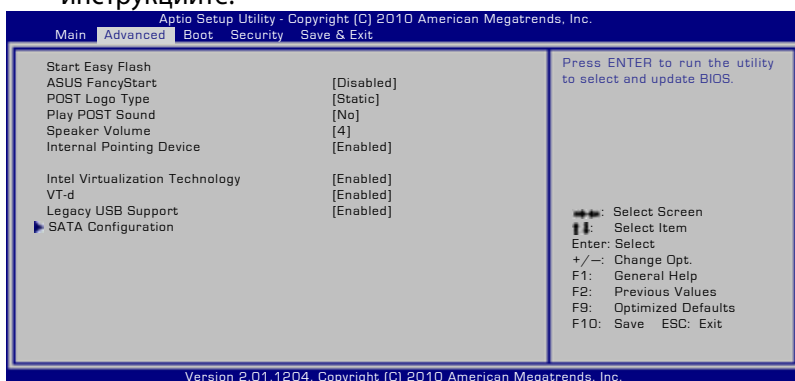 инструкциите.
Aptio Setup Utility - Copyright (C) 2010 American Megatrends, Inc.
Main Advanced Boot Security Save & Exit
Start Easy Flash
ASUS FancyStart [Disabled]
POST Logo Type [Static]
Play POST Sound [No]
Speaker Volume [4]
Internal Pointing Device [Enabled]
Intel Virtualization Technology [Enabled]
VT-d [Enabled]
Legacy USB Support [Enabled]
SATA Configuration
Press ENTER to run the utility
to select and update BIOS.
→←: Select Screen
↑↓: Select Item
Enter: Select
+/—: Change Opt.
F1: General Help
F2: Previous Values
F9: Optimized Defaults
F10: Save ESC: Exit
Version 2.01.1204. Copyright (C) 2010 American Megatrends, Inc.